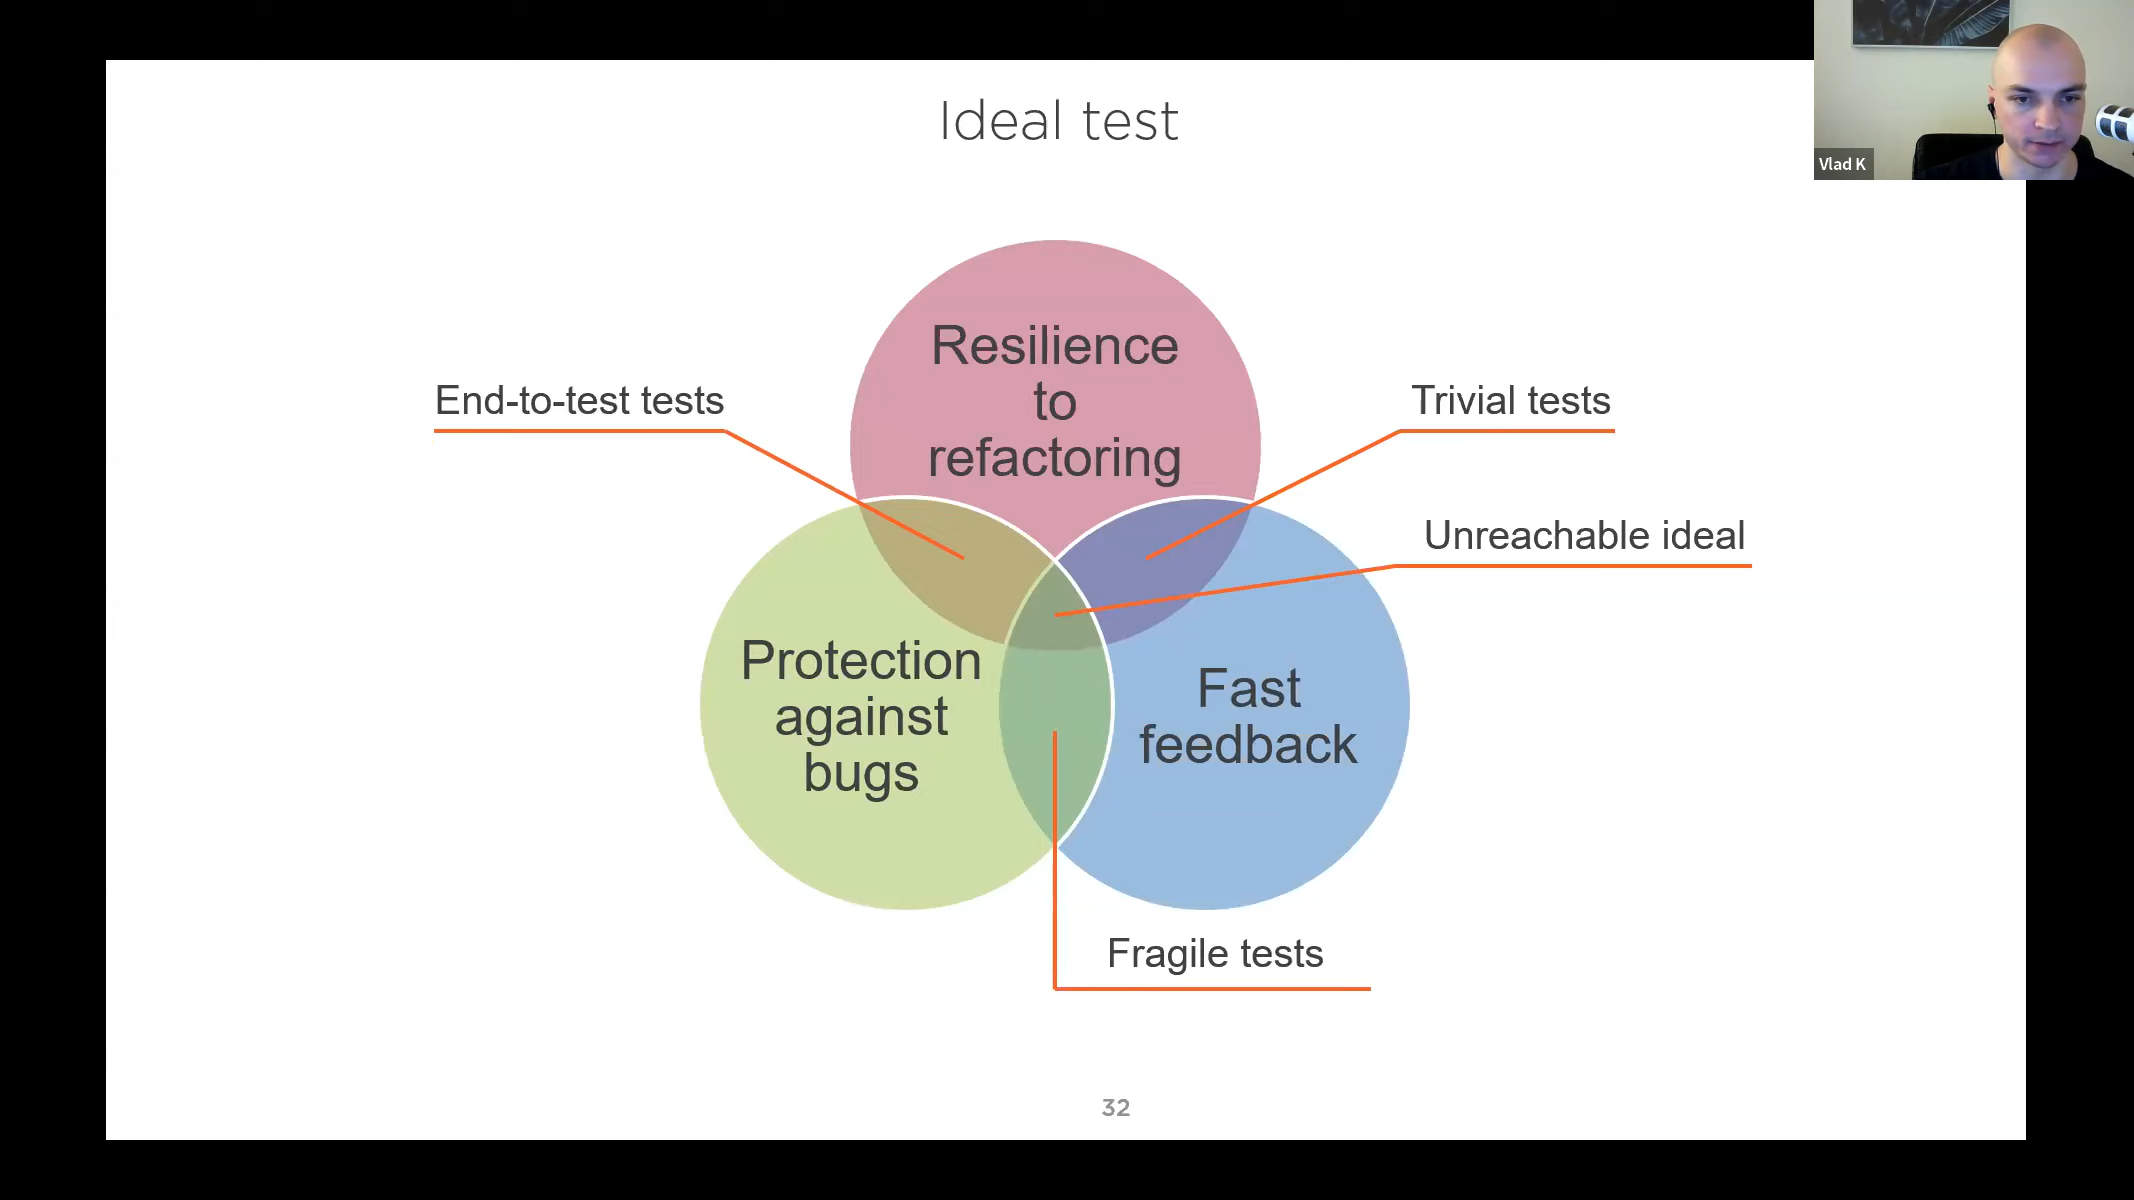 Ideal test
Vlad K
Resilience
to
refactoring
End-to-test tests
Trivial tests
Unreachable ideal
Protection
against
bugs
Fast
feedback
Fragile tests
32